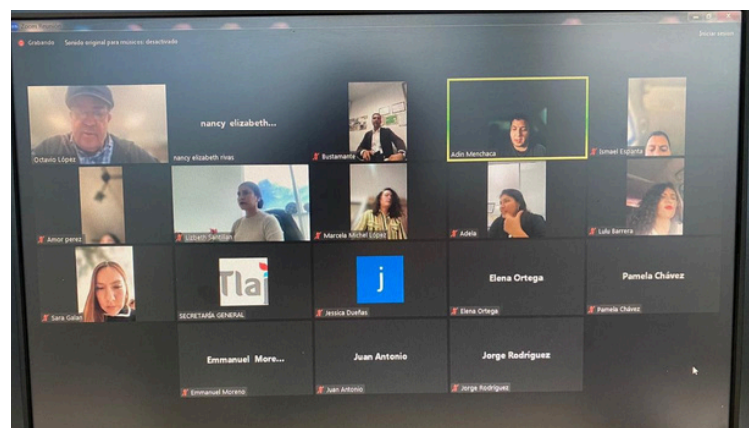 Grabando Sonido original para músicos: desactivado
Iniciar sesión
nancy elizabeth...
Octavio López
nancy elizabeth rivas
Bustamante
Adin Menchaca
Ismael Esparza
Amor perez
Lizbeth Santillan
Marcela Michel López
Adela
Lulu Barrera
Tlaj
j
Elena Ortega
Pamela Chávez
Sara Galan
SECRETARÍA GENERAL
Jessica Dueñas
Elena Ortega
Pamela Chávez
Emmanuel More...
Juan Antonio
Jorge Rodriguez
Emmanuel Moreno
Juan Antonio
Jorge Rodriguez